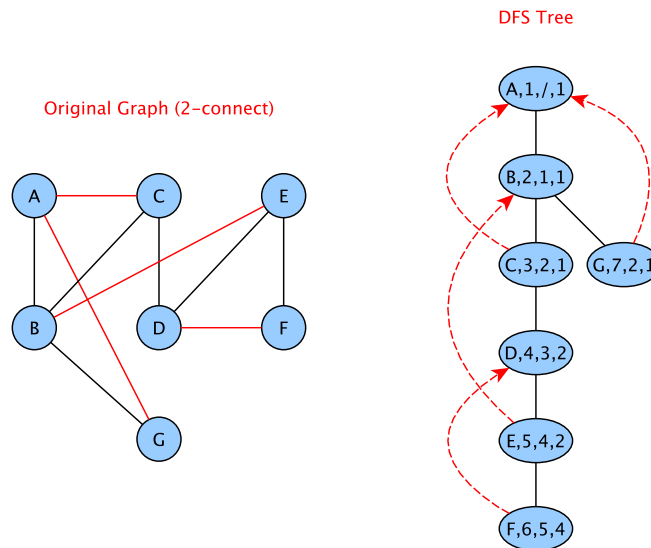 DFS Tree
Original Graph (2-connect)
A
C
E
B
D
F
G
A,1,/,1
B,2,1,1
C,3,2,1
G,7,2,1
D,4,3,2
E,5,4,2
F,6,5,4